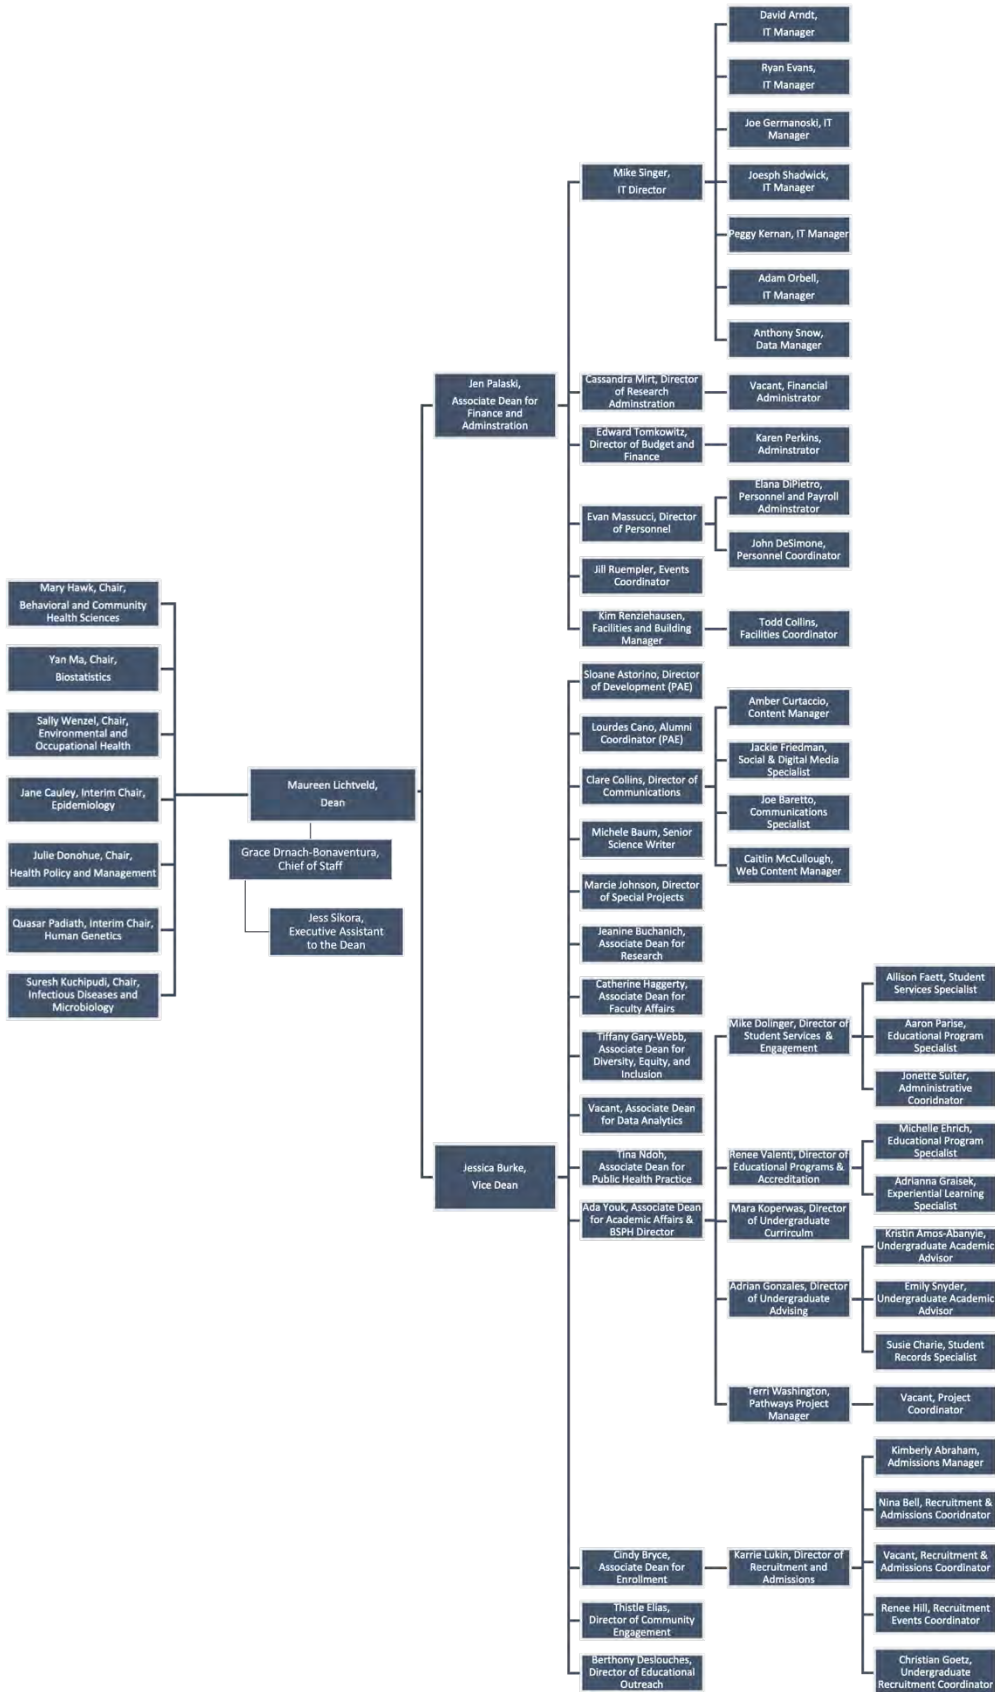 David Arndt,
IT Manager
Ryan Evans,
IT Manager
Joe Germanoski, IT
Manager
Mike Singer,
IT Director
Joesph Shadwick,
IT Manager
Peggy Kernan, IT Manager
Adam Orbell,
IT Manager
Anthony Snow,
Data Manager
Jen Palaski,
Associate Dean for
Finance and
Adminstration
Cassandra Mirt, Director
of Research
Adminstration
Vacant, Financial
Administrator
Edward Tomkowitz,
Director of Budget and
Finance
Karen Perkins,
Adminstrator
Evan Massucci, Director
of Personnel
Elana DiPietro,
Personnel and Payroll
Adminstrator
John DeSimone,
Personnel Coordinator
Jill Ruempler, Events
Coordinator
Kim Renziehausen,
Facilities and Building
Manager
Todd Collins,
Facilities Coordinator
Mary Hawk, Chair,
Behavioral and Community
Health Sciences
Yan Ma, Chair,
Biostatistics
Sally Wenzel, Chair,
Environmental and
Occupational Health
Jane Cauley, Interim Chair,
Epidemiology
Julie Donohue, Chair,
Health Policy and Management
Quasar Padiath, Interim Chair,
Human Genetics
Suresh Kuchipudi, Chair,
Infectious Diseases and
Microbiology
Maureen Lichtveld,
Dean
Grace Drnach-Bonaventura,
Chief of Staff
Jess Sikora,
Executive Assistant
to the Dean
Sloane Astorino, Director
of Development (PAE)
Lourdes Cano, Alumni
Coordinator (PAE)
Clare Collins, Director of
Communications
Amber Curtaccio,
Content Manager
Jackie Friedman,
Social & Digital Media
Specialist
Joe Baretto,
Communications
Specialist
Caitlin McCullough,
Web Content Manager
Michele Baum, Senior
Science Writer
Marcie Johnson, Director
of Special Projects
Jeanine Buchanich,
Associate Dean for
Research
Catherine Haggerty,
Associate Dean for
Faculty Affairs
Tiffany Gary-Webb,
Associate Dean for
Diversity, Equity, and
Inclusion
Vacant, Associate Dean
for Data Analytics
Jessica Burke,
Vice Dean
Tina Ndoh,
Associate Dean for
Public Health Practice
Ada Youk, Associate Dean
for Academic Affairs &
BSPH Director
Mike Dolinger, Director of
Student Services &
Engagement
Allison Faett, Student
Services Specialist
Aaron Parise,
Educational Program
Specialist
Jonette Suiter,
Admninistrative
Coordnator
Renee Valenti, Director of
Educational Programs &
Accreditation
Michelle Ehrich,
Educational Program
Specialist
Adrianna Graisek,
Experiential Learning
Specialist
Mara Koperwas, Director
of Undergraduate
Currirculm
Adrian Gonzales, Director
of Undergraduate
Advising
Kristin Amos-Abanyie,
Undergraduate Academic
Advisor
Emily Snyder,
Undergraduate Academic
Advisor
Susie Charie, Student
Records Specialist
Terri Washington,
Pathways Project
Manager
Vacant, Project
Coordinator
Cindy Bryce,
Associate Dean for
Enrollment
Karrie Lukin, Director of
Recruitment and
Admissions
Kimberly Abraham,
Admissions Manager
Nina Bell, Recruitment &
Admissions Cooridnator
Vacant, Recruitment &
Admissions Coordinator
Renee Hill, Recruitment
Events Coordinator
Christian Goetz,
Undergraduate
Recruitment Coordinator
Thistle Elias,
Director of Community
Engagement
Berthony Deslouches,
Director of Educational
Outreach